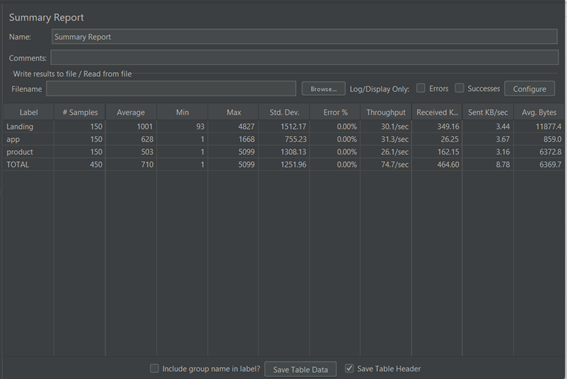 Summary Report
Name: Summary Report
Comments:
Write results to file / Read from file
Filename Browse... Log/Display Only: Errors Successes Configure
Label # Samples Average Min Max Std. Dev. Error % Throughput Received K... Sent KB/sec Avg. Bytes
Landing 150 1001 93 4827 1512.17 0.00% 30.1/sec 349.16 3.44 11877.4
app 150 628 1 1668 755.23 0.00% 31.3/sec 26.25 3.67 859.0
product 150 503 1 5099 1308.13 0.00% 26.1/sec 162.15 3.16 6372.8
TOTAL 450 710 1 5099 1251.96 0.00% 74.7/sec 464.60 8.78 6369.7
Include group name in label? Save Table Data Save Table Header